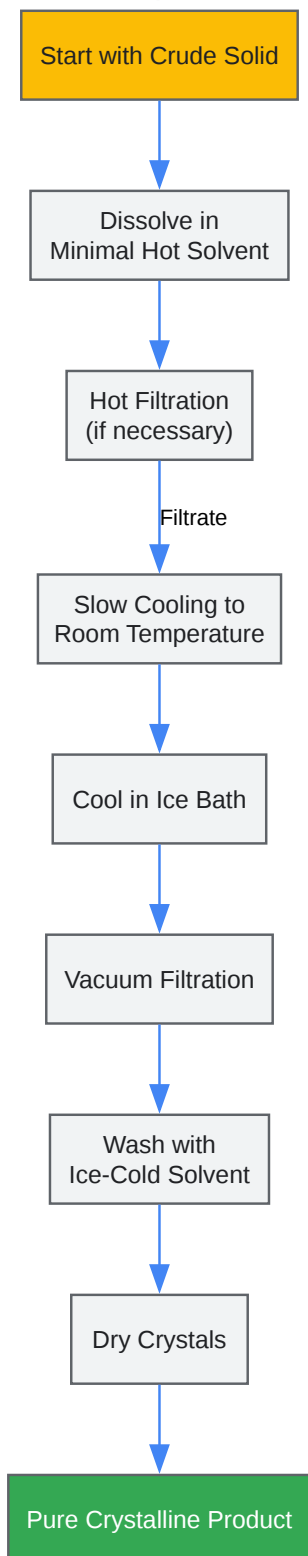 Start with Crude Solid
Dissolve in
Minimal Hot Solvent
Hot Filtration
(if necessary)
Filtrate
Slow Cooling to
Room Temperature
Cool in Ice Bath
Vacuum Filtration
Wash with
Ice-Cold Solvent
Dry Crystals
Pure Crystalline Product